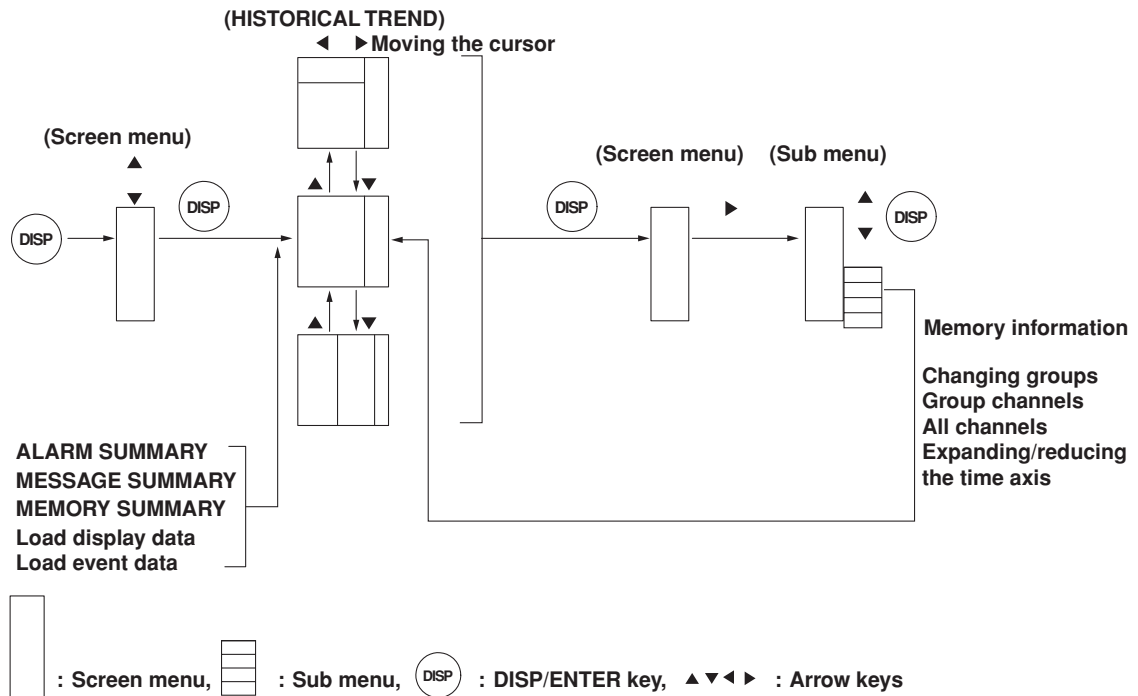 (HISTORICAL TREND)
◀ ▶ Moving the cursor
(Screen menu)
▲
▼
DISP
DISP
▲ ▼
▲ ▼
(Screen menu) (Sub menu)
DISP
▶
▲
▼
DISP
Memory information
Changing groups
Group channels
All channels
Expanding/reducing
the time axis
ALARM SUMMARY
MESSAGE SUMMARY
MEMORY SUMMARY
Load display data
Load event data
: Screen menu, : Sub menu, DISP : DISP/ENTER key, ▲▼◀ ▶ : Arrow keys